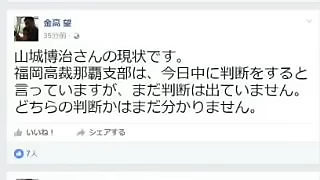 金高 望
35分前
山城博治さんの現状です。
福岡高裁那覇支部は、今日中に判断をすると
言っていますが、まだ判断は出ていません。
どちらの判断かはまだ分かりません。
いいね！ シェアする
7人